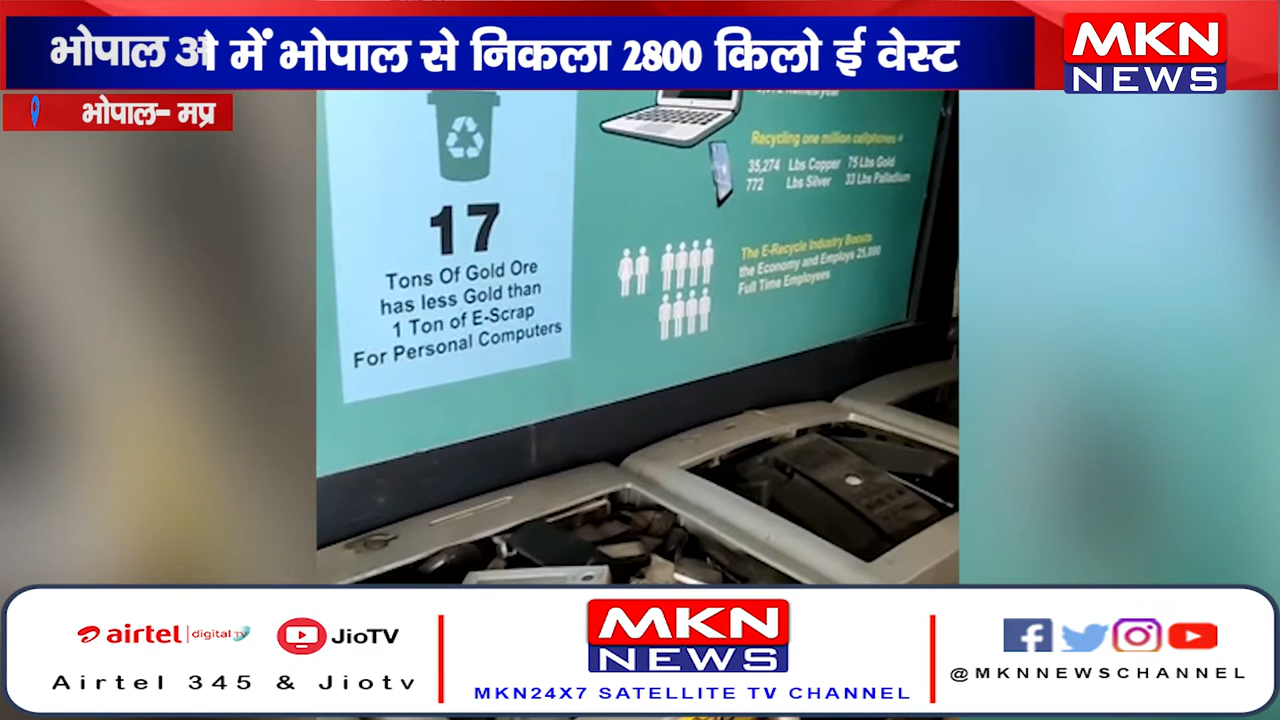 भोपाल में भोपाल से निकला 2800 किलो ई वेस्ट
MKN
NEWS
भोपाल- मप्र
Recycling one million cellphones =
35,274 Lbs Copper 75 Lbs Gold
772 Lbs Silver 33 Lbs Palladium
17
Tons Of Gold Ore
has less Gold than
1 Ton of E-Scrap
For Personal Computers
The E-Recycle Industry Boosts
the Economy and Employs 25,000
Full Time Employees
airtel digital TV
JioTV
Airtel 345 & Jiotv
MKN
NEWS
MKN24X7 SATELLITE TV CHANNEL
@MKNNEWSCHANNEL